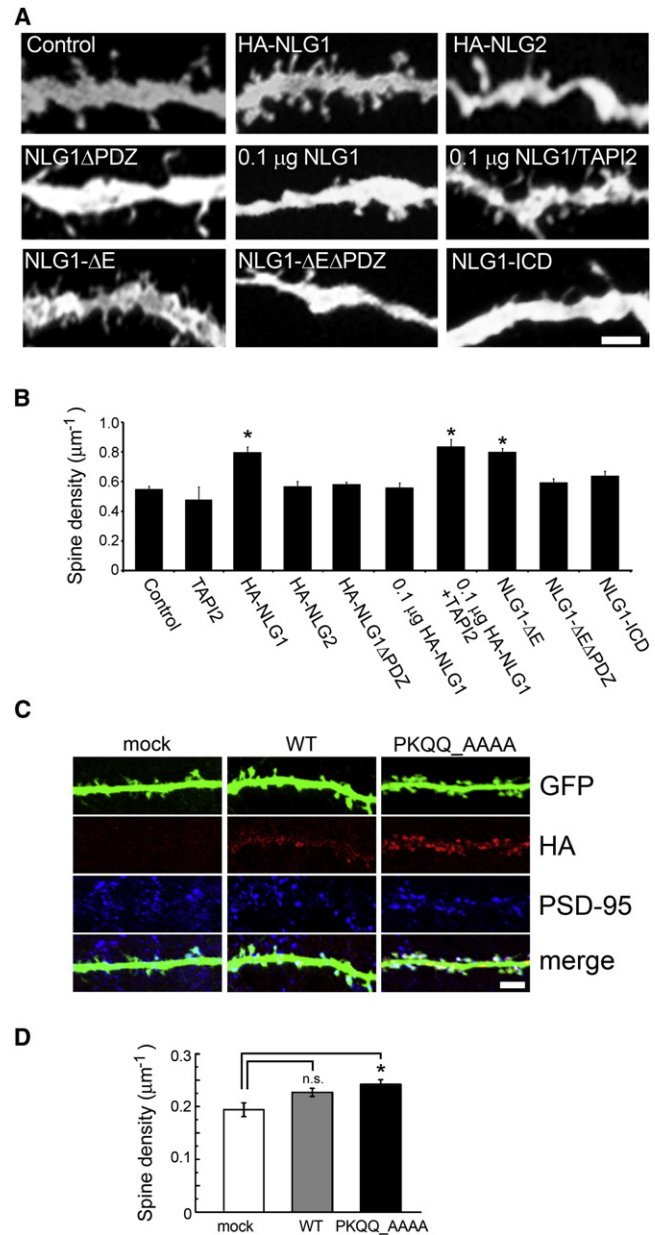 A
Control
HA-NLG1
HA-NLG2
NLG1ΔPDZ
0.1 μg NLG1
0.1 μg NLG1/TAPI2
NLG1-ΔE
NLG1-ΔEΔPDZ
NLG1-ICD
B
Spine density (μm⁻¹)
1.0
0.8
0.6
0.4
0.2
0
*
*
*
Control
TAPI2
HA-NLG1
HA-NLG2
HA-NLG1ΔPDZ
0.1 μg HA-NLG1
0.1 μg HA-NLG1
+TAPI2
NLG1-ΔE
NLG1-ΔEΔPDZ
NLG1-ICD
C
mock
WT
PKQQ_AAAA
GFP
HA
PSD-95
merge
D
Spine density (μm⁻¹)
0.3
0.2
0.1
0
n.s.
*
mock
WT
PKQQ_AAAA